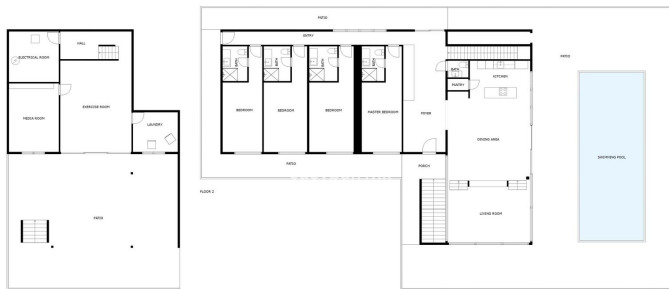 ELECTRICAL ROOM
HALL
MEDIA ROOM
EXERCISE ROOM
LAUNDRY
PATIO
PATIO
ENTRY
BATH
BATH
BATH
BATH
BEDROOM
BEDROOM
BEDROOM
MASTER BEDROOM
FOYER
BATH
PANTRY
KITCHEN
DINING AREA
PATIO
PORCH
LIVING ROOM
PATIO
SWIMMING POOL
FLOOR 2